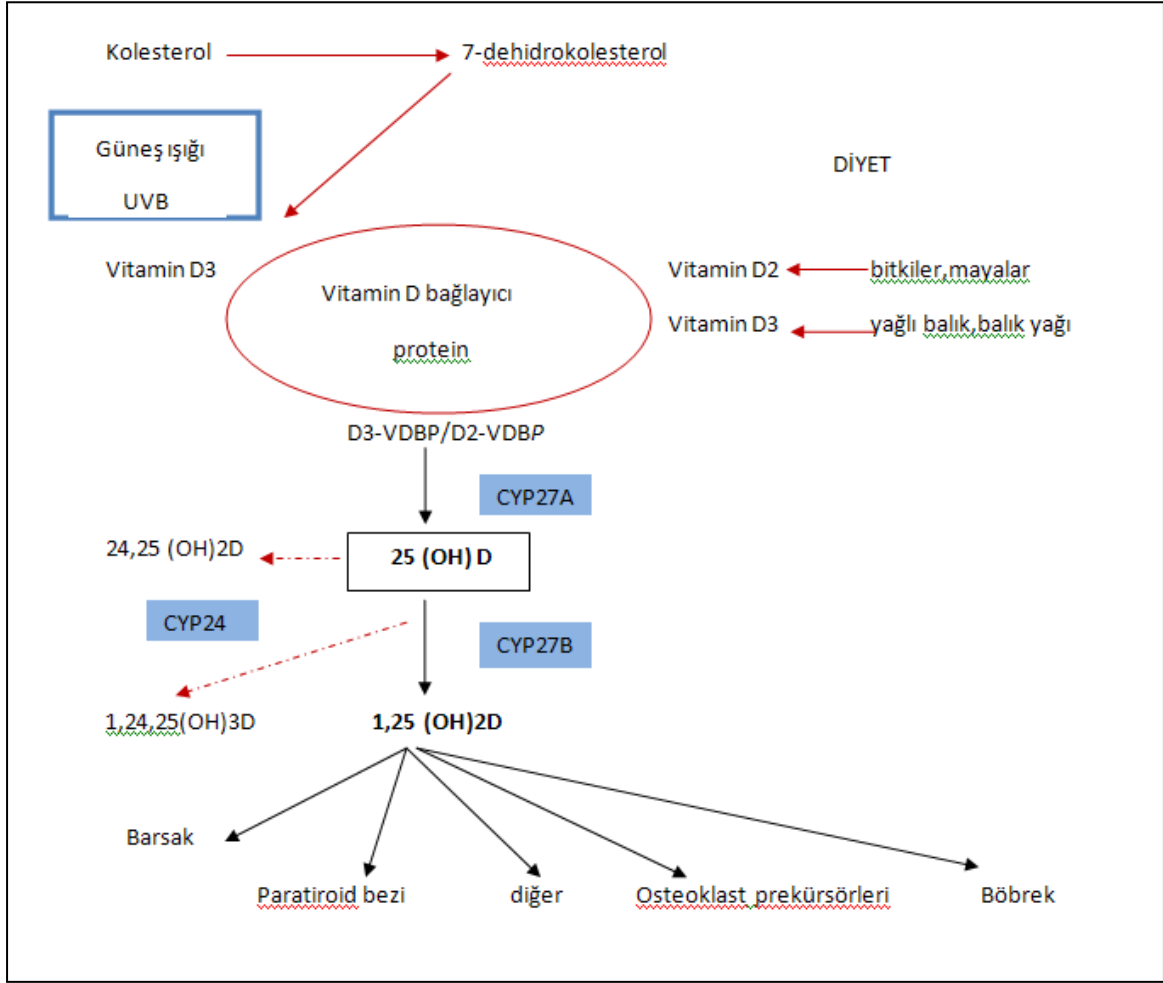 Kolesterol 7-dehidrokolesterol
Güneş ışığı
UVB
DİYET
Vitamin D3
Vitamin D bağlayıcı
protein
Vitamin D2 bitkiler,mayalar
Vitamin D3 yağlı balık,balık yağı
D3-VDBP/D2-VDBP
CYP27A
24,25 (OH)2D
25 (OH) D
CYP24
CYP27B
1,24,25(OH)3D
1,25 (OH)2D
Barsak
Paratiroid bezi
diğer
Osteoklast prekürsörleri
Böbrek